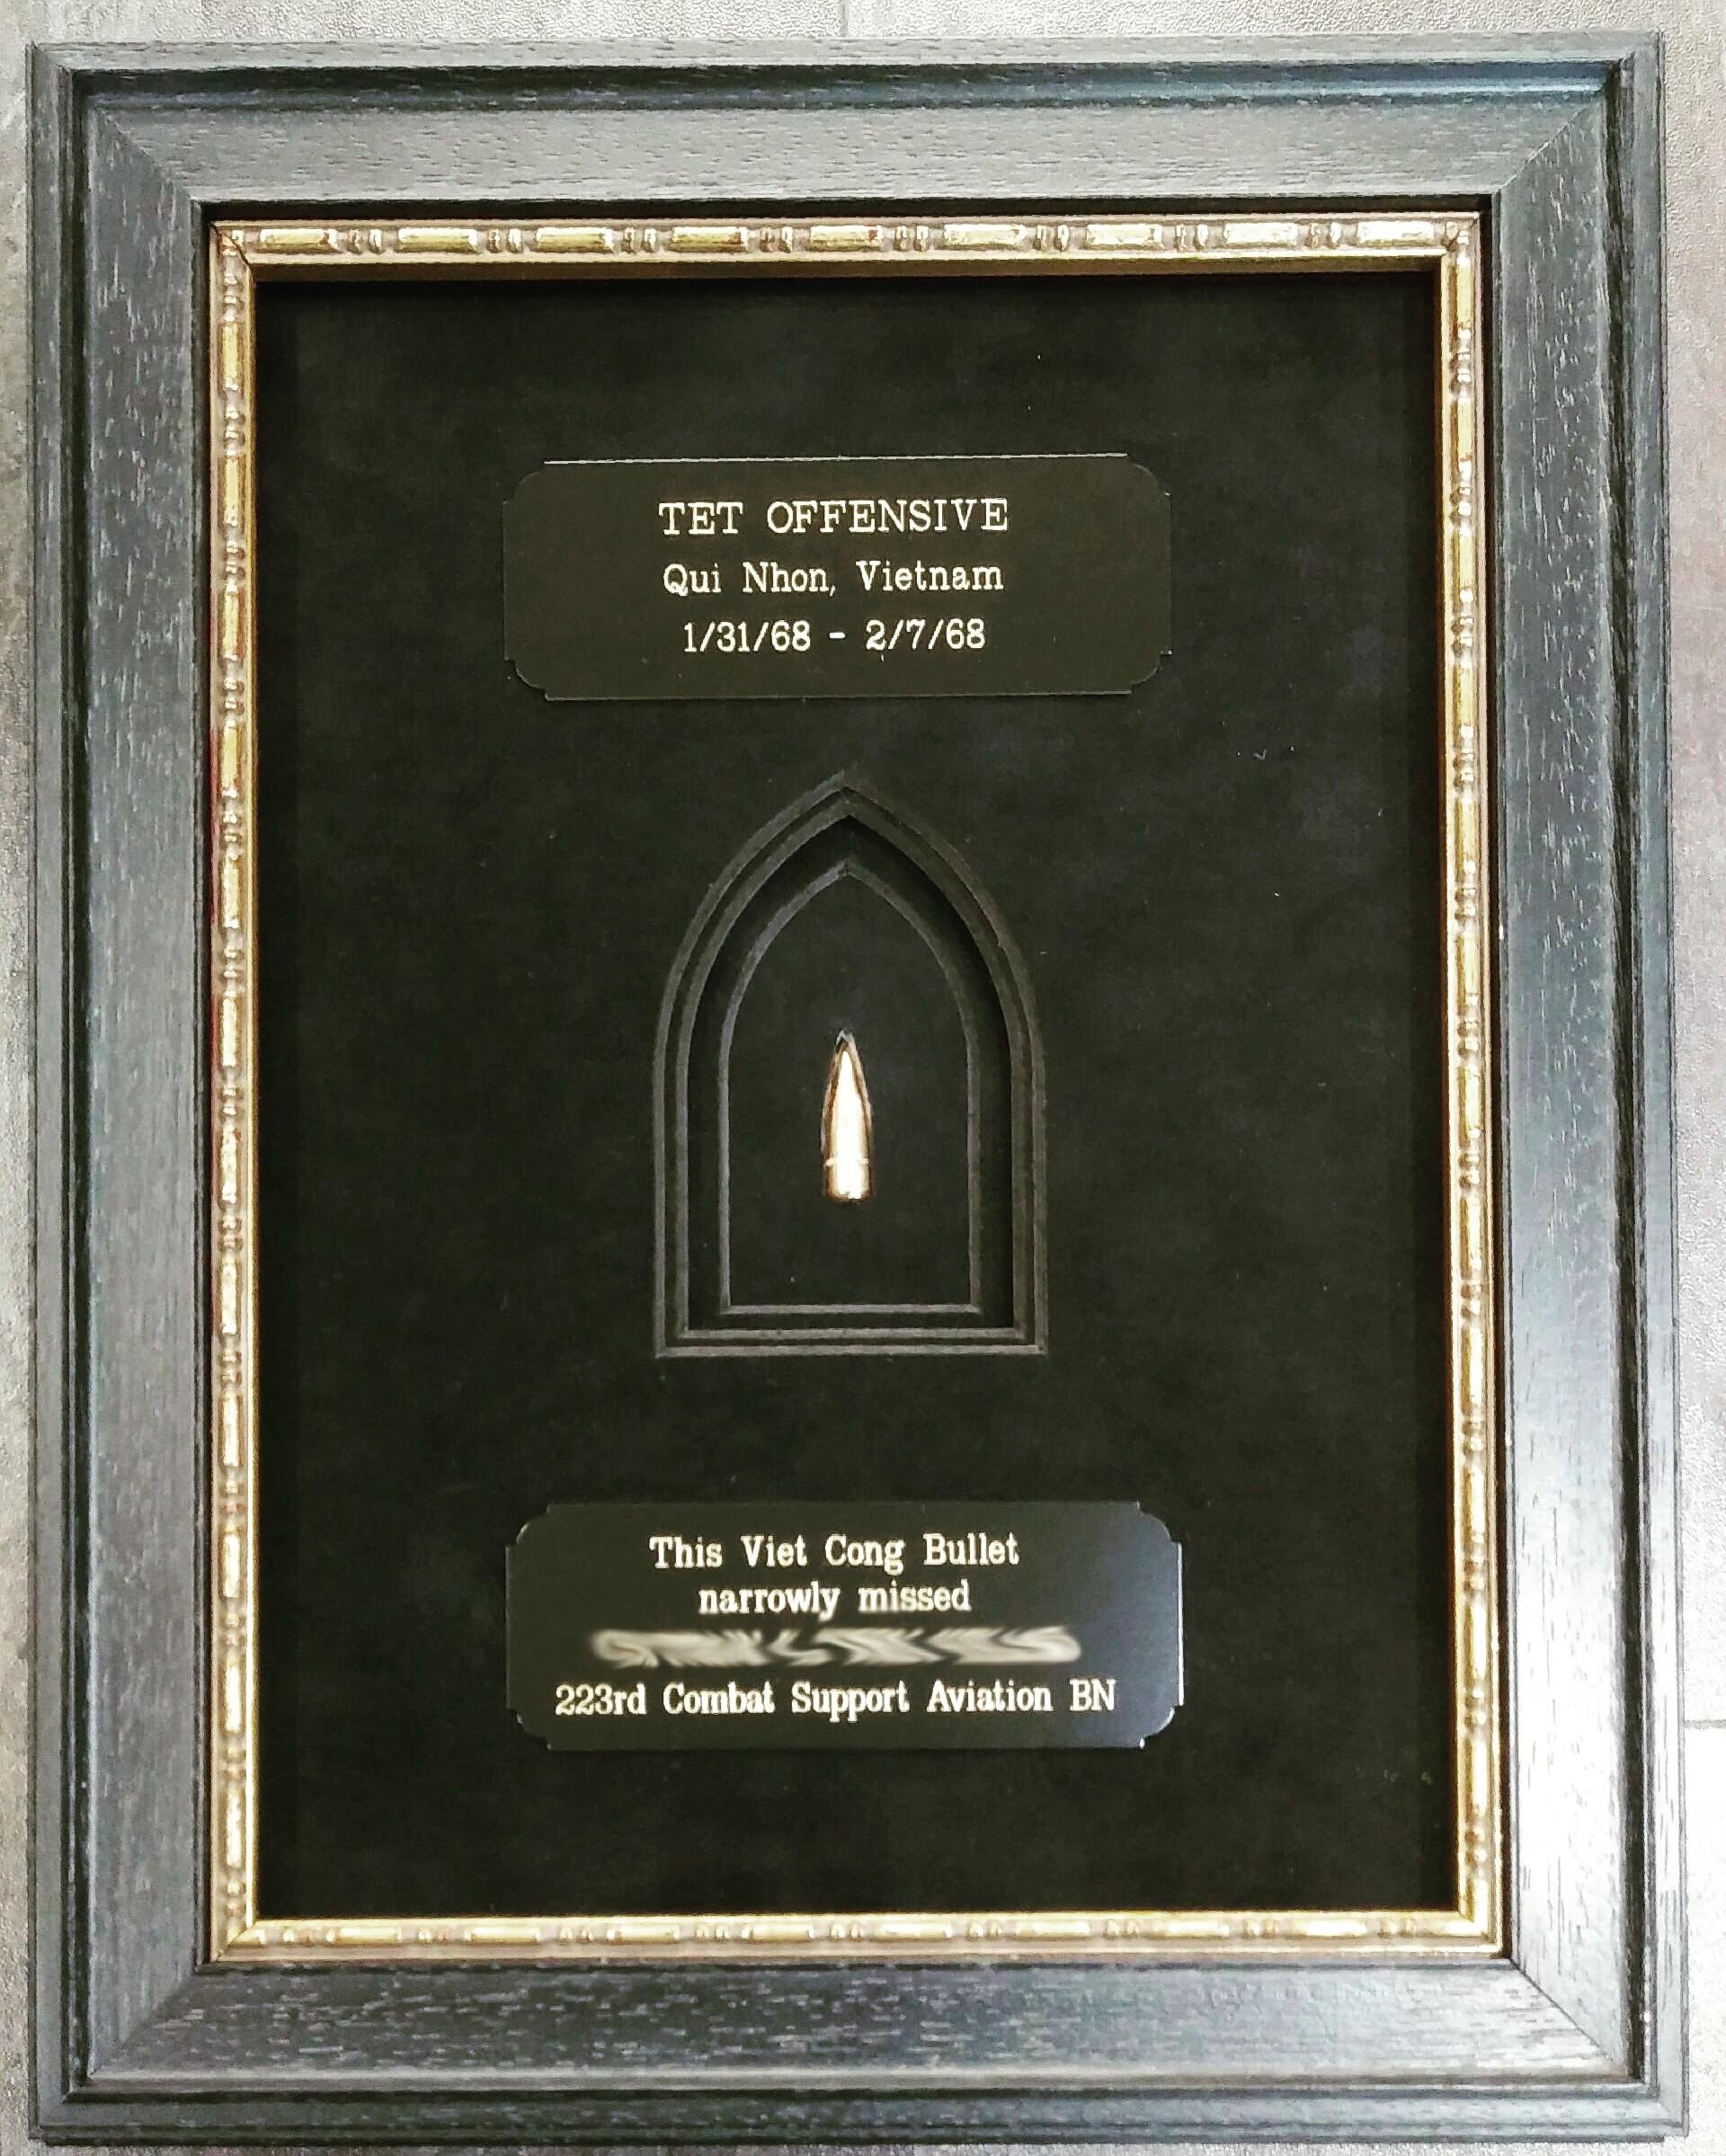 TET OFFENSIVE
Qui Nhon, Vietnam
1/31/68 - 2/7/68
This Viet Cong Bullet
narrowly missed
223rd Combat Support Aviation BN